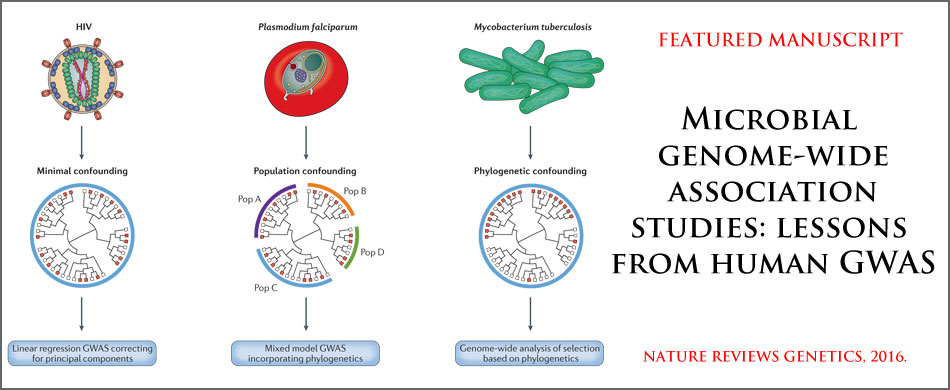 HIV
Minimal confounding
Linear regression GWAS correcting
for principal components
Plasmodium falciparum
Population confounding
Pop A
Pop B
Pop D
Pop C
Mixed model GWAS
incorporating phylogenetics
Mycobacterium tuberculosis
Phylogenetic confounding
Genome-wide analysis of selection
based on phylogenetics
FEATURED MANUSCRIPT
MICROBIAL
GENOME-WIDE
ASSOCIATION
STUDIES: LESSONS
FROM HUMAN GWAS
NATURE REVIEWS GENETICS, 2016.